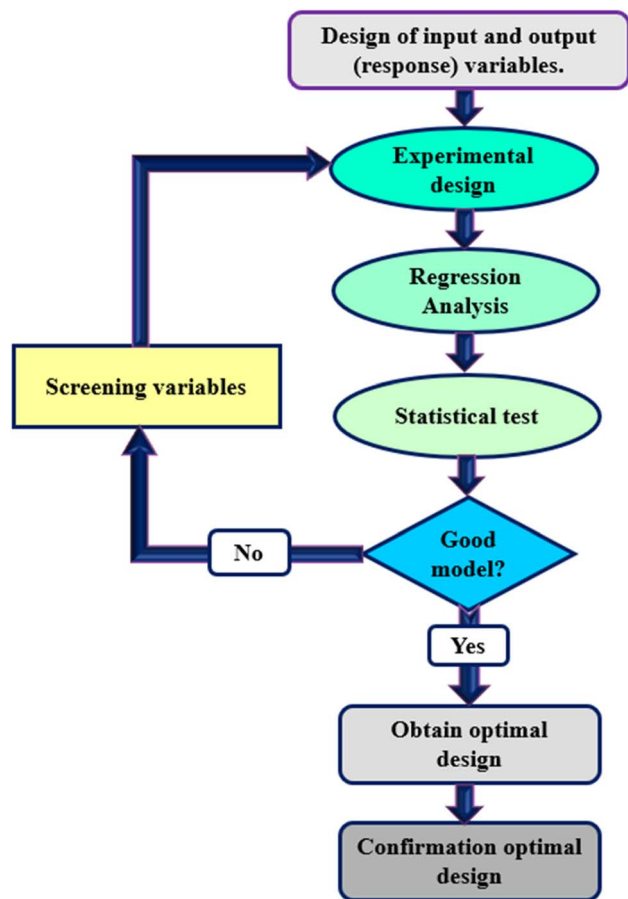 Design of input and output
(response) variables.
Experimental
design
Regression
Analysis
Screening variables
Statistical test
Good
model?
No
Yes
Obtain optimal
design
Confirmation optimal
design